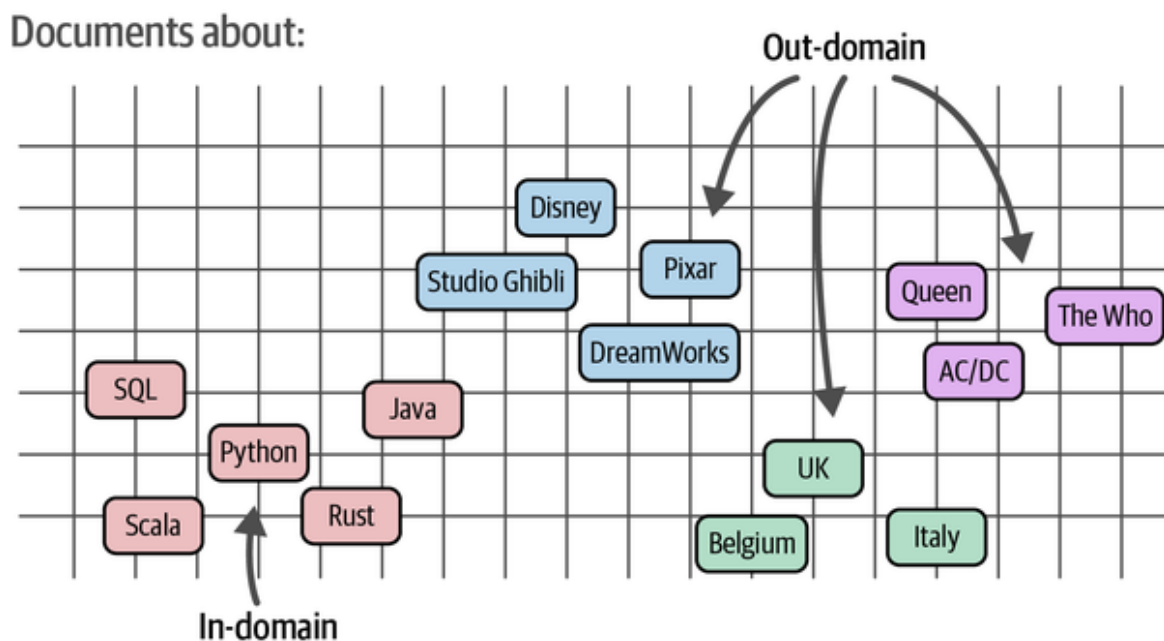 Documents about:
Out-domain
Disney
Studio Ghibli
Pixar
Queen
The Who
DreamWorks
AC/DC
SQL
Java
Python
UK
Scala
Rust
Belgium
Italy
In-domain